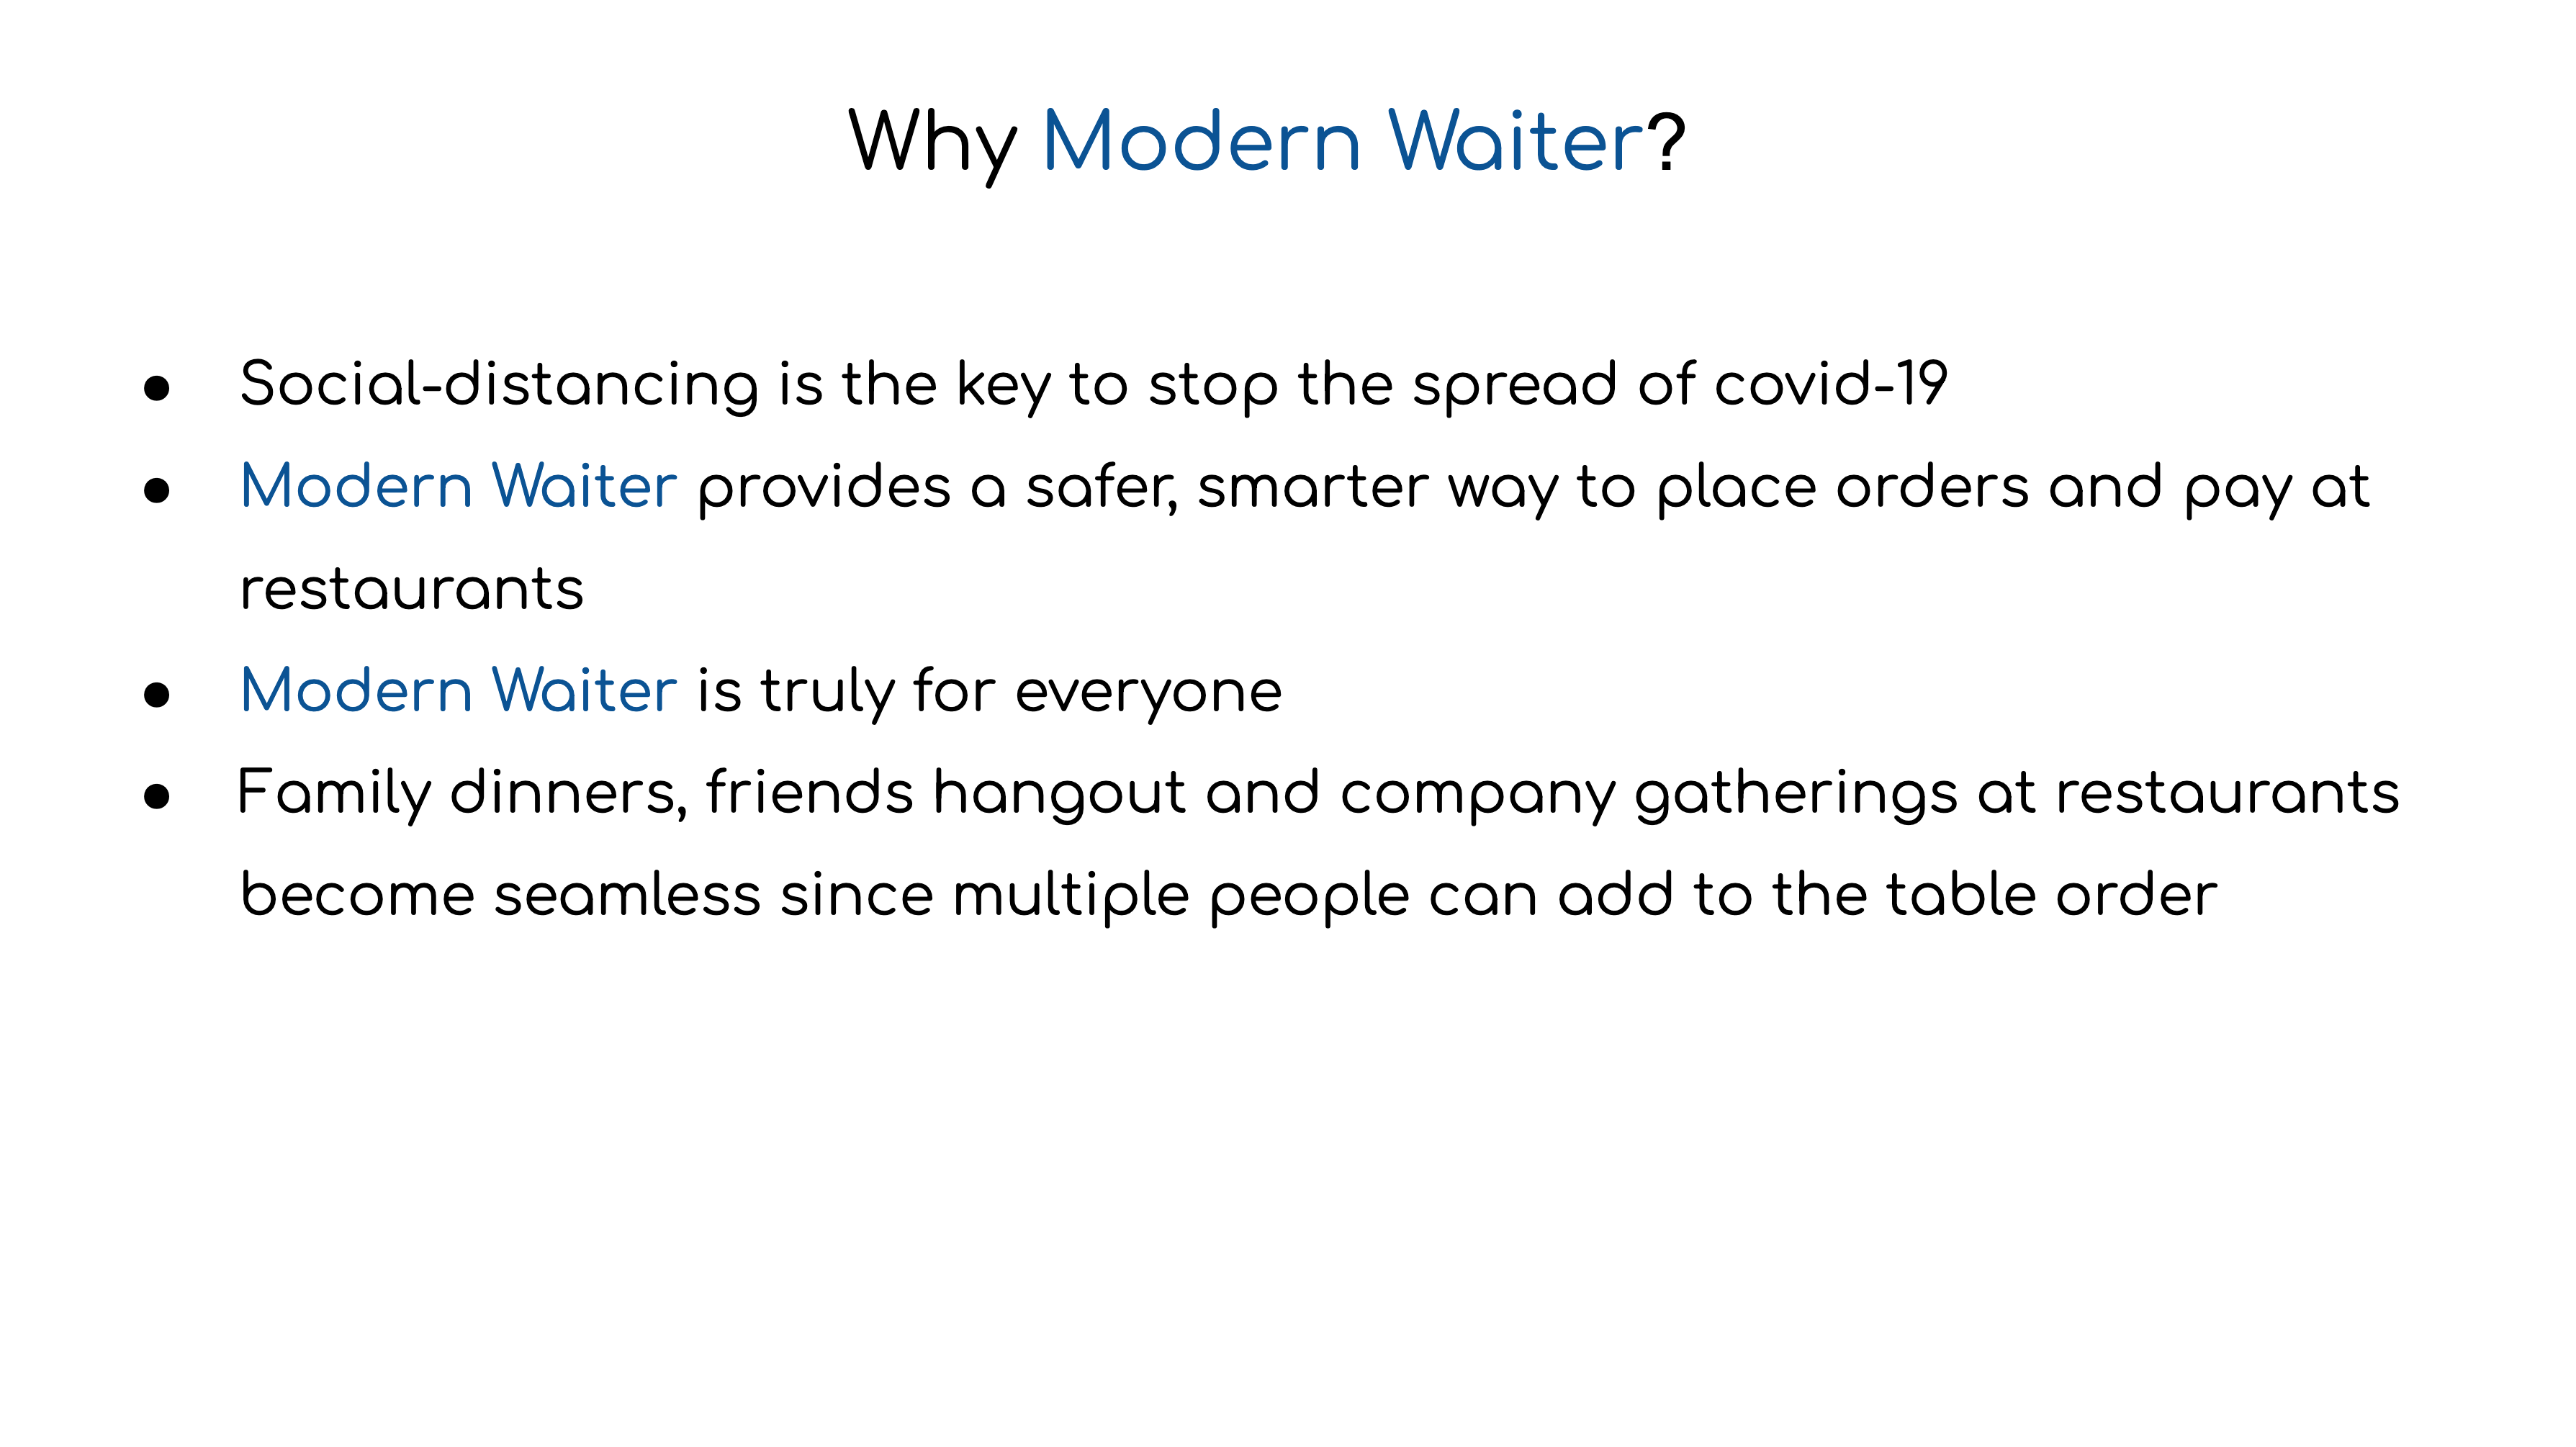 Why Modern Waiter?
● Social-distancing is the key to stop the spread of covid-19
● Modern Waiter provides a safer, smarter way to place orders and pay at
restaurants
● Modern Waiter is truly for everyone
● Family dinners, friends hangout and company gatherings at restaurants
become seamless since multiple people can add to the table order